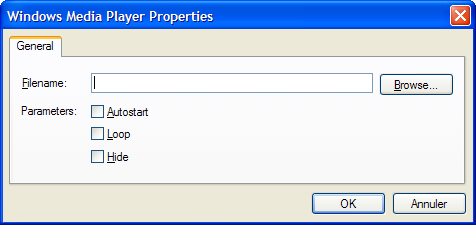 Windows Media Player Properties
General
Filename: Browse...
Parameters: Autostart
Loop
Hide
OK Annuler